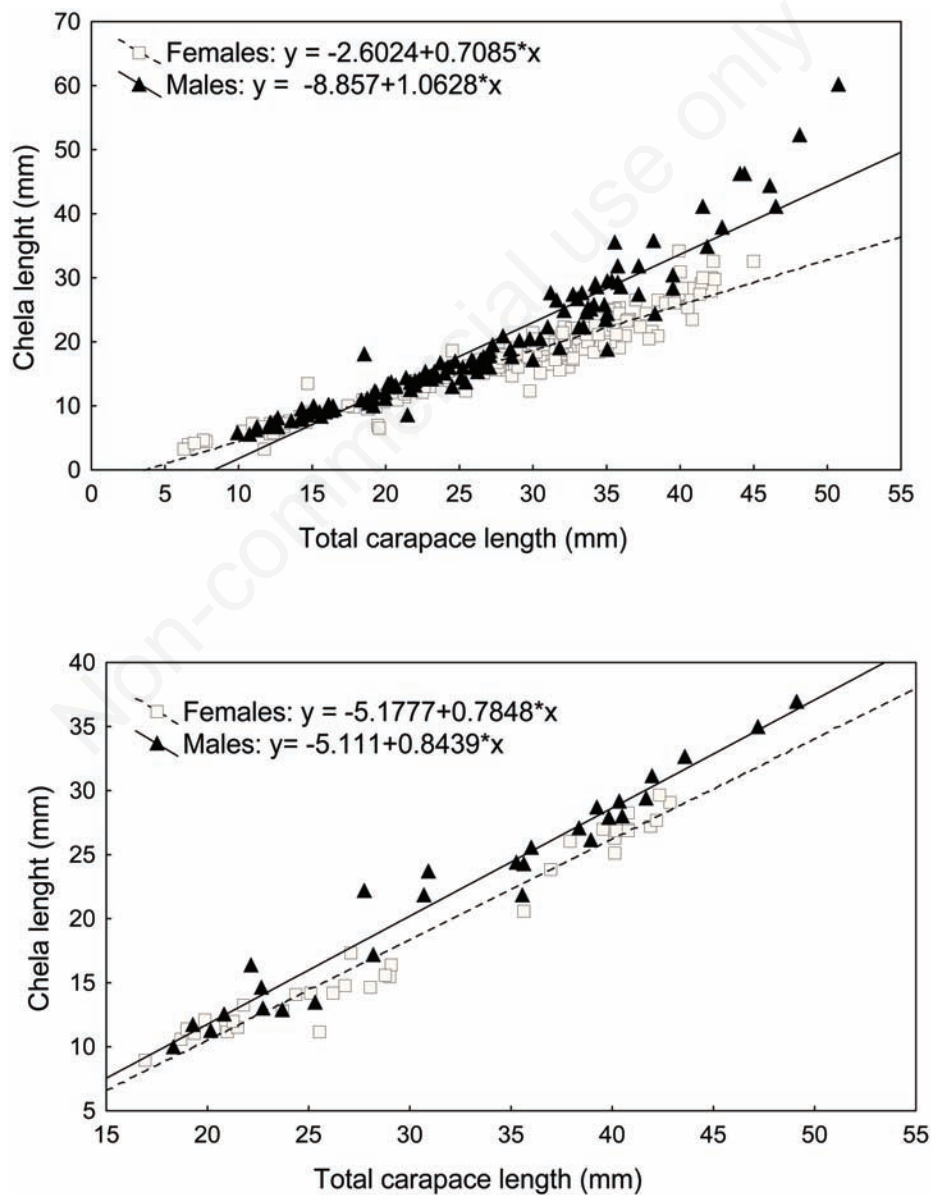 70
60
50
40
30
20
10
0
Chela lenght (mm)
Females: y = -2.6024+0.7085*x
Males: y = -8.857+1.0628*x
0 5 10 15 20 25 30 35 40 45 50 55
Total carapace length (mm)
40
35
30
25
20
15
10
5
Chela lenght (mm)
Females: y = -5.1777+0.7848*x
Males: y= -5.111+0.8439*x
15 20 25 30 35 40 45 50 55
Total carapace length (mm)
Non-commercial use only